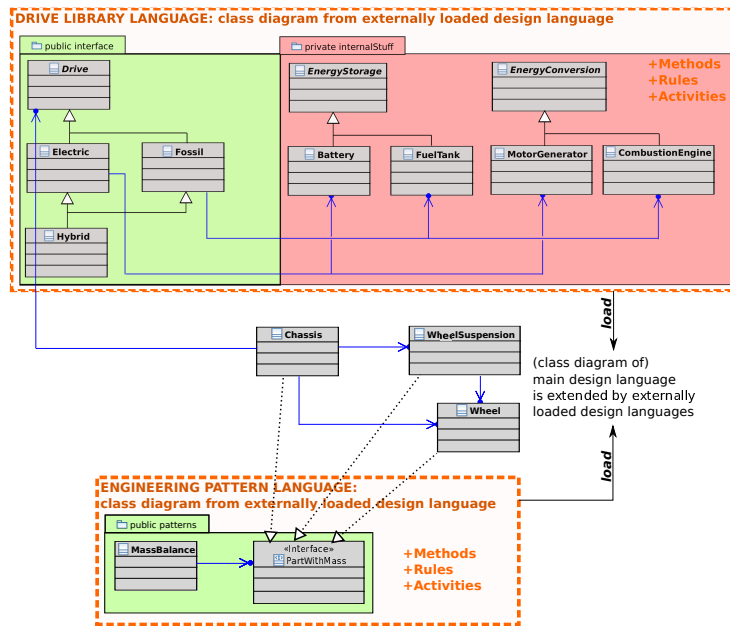 DRIVE LIBRARY LANGUAGE: class diagram from externally loaded design language
public interface
private internalStuff
Drive
EnergyStorage
EnergyConversion
+Methods
+Rules
+Activities
Electric
Fossil
Battery
FuelTank
MotorGenerator
CombustionEngine
Hybrid
load
Chassis
WheelSuspension
(class diagram of)
main design language
is extended by externally
loaded design languages
Wheel
load
ENGINEERING PATTERN LANGUAGE:
class diagram from externally loaded design language
public patterns
MassBalance
«Interface»
PartWithMass
+Methods
+Rules
+Activities